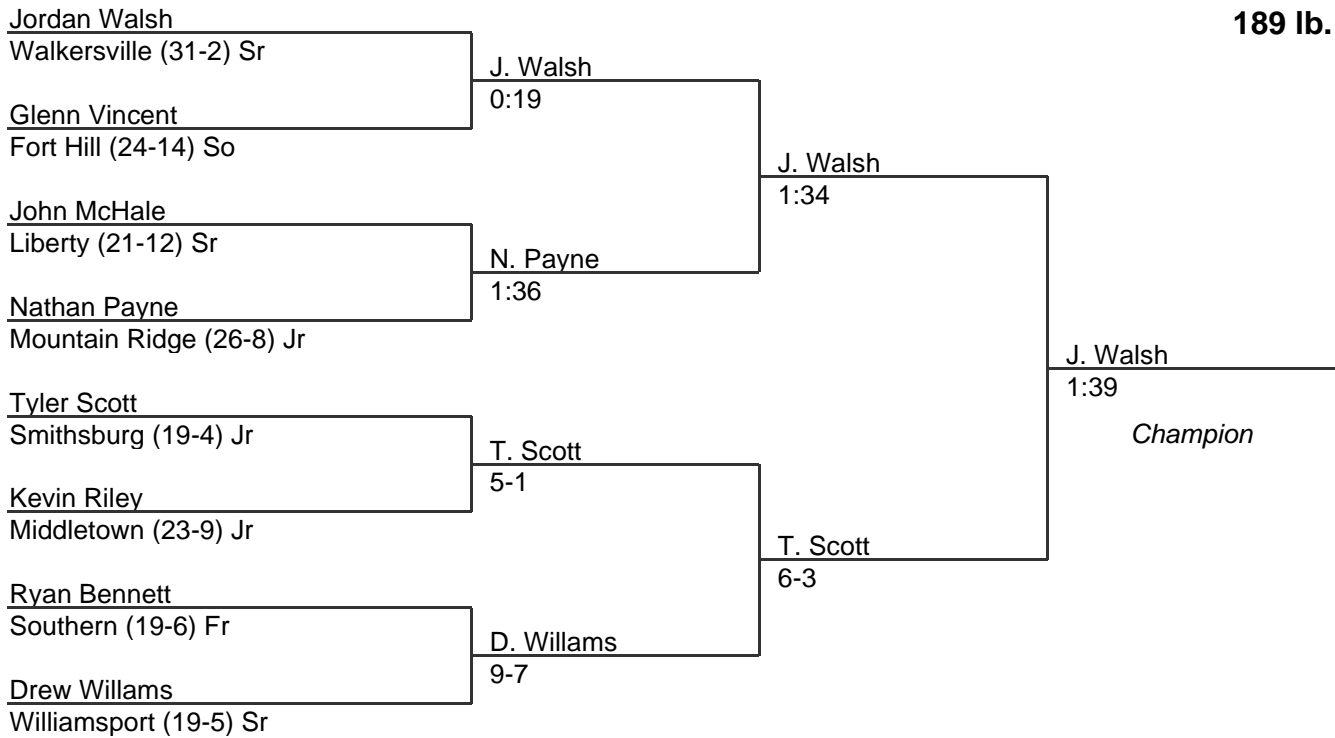 Jordan Walsh
189 lb.
Walkersville (31-2) Sr
J. Walsh
0:19
Glenn Vincent
Fort Hill (24-14) So
J. Walsh
1:34
John McHale
Liberty (21-12) Sr
N. Payne
1:36
Nathan Payne
Mountain Ridge (26-8) Jr
J. Walsh
1:39
Champion
Tyler Scott
Smithsburg (19-4) Jr
T. Scott
5-1
Kevin Riley
Middletown (23-9) Jr
T. Scott
6-3
Ryan Bennett
Southern (19-6) Fr
D. Willams
9-7
Drew Willams
Williamsport (19-5) Sr